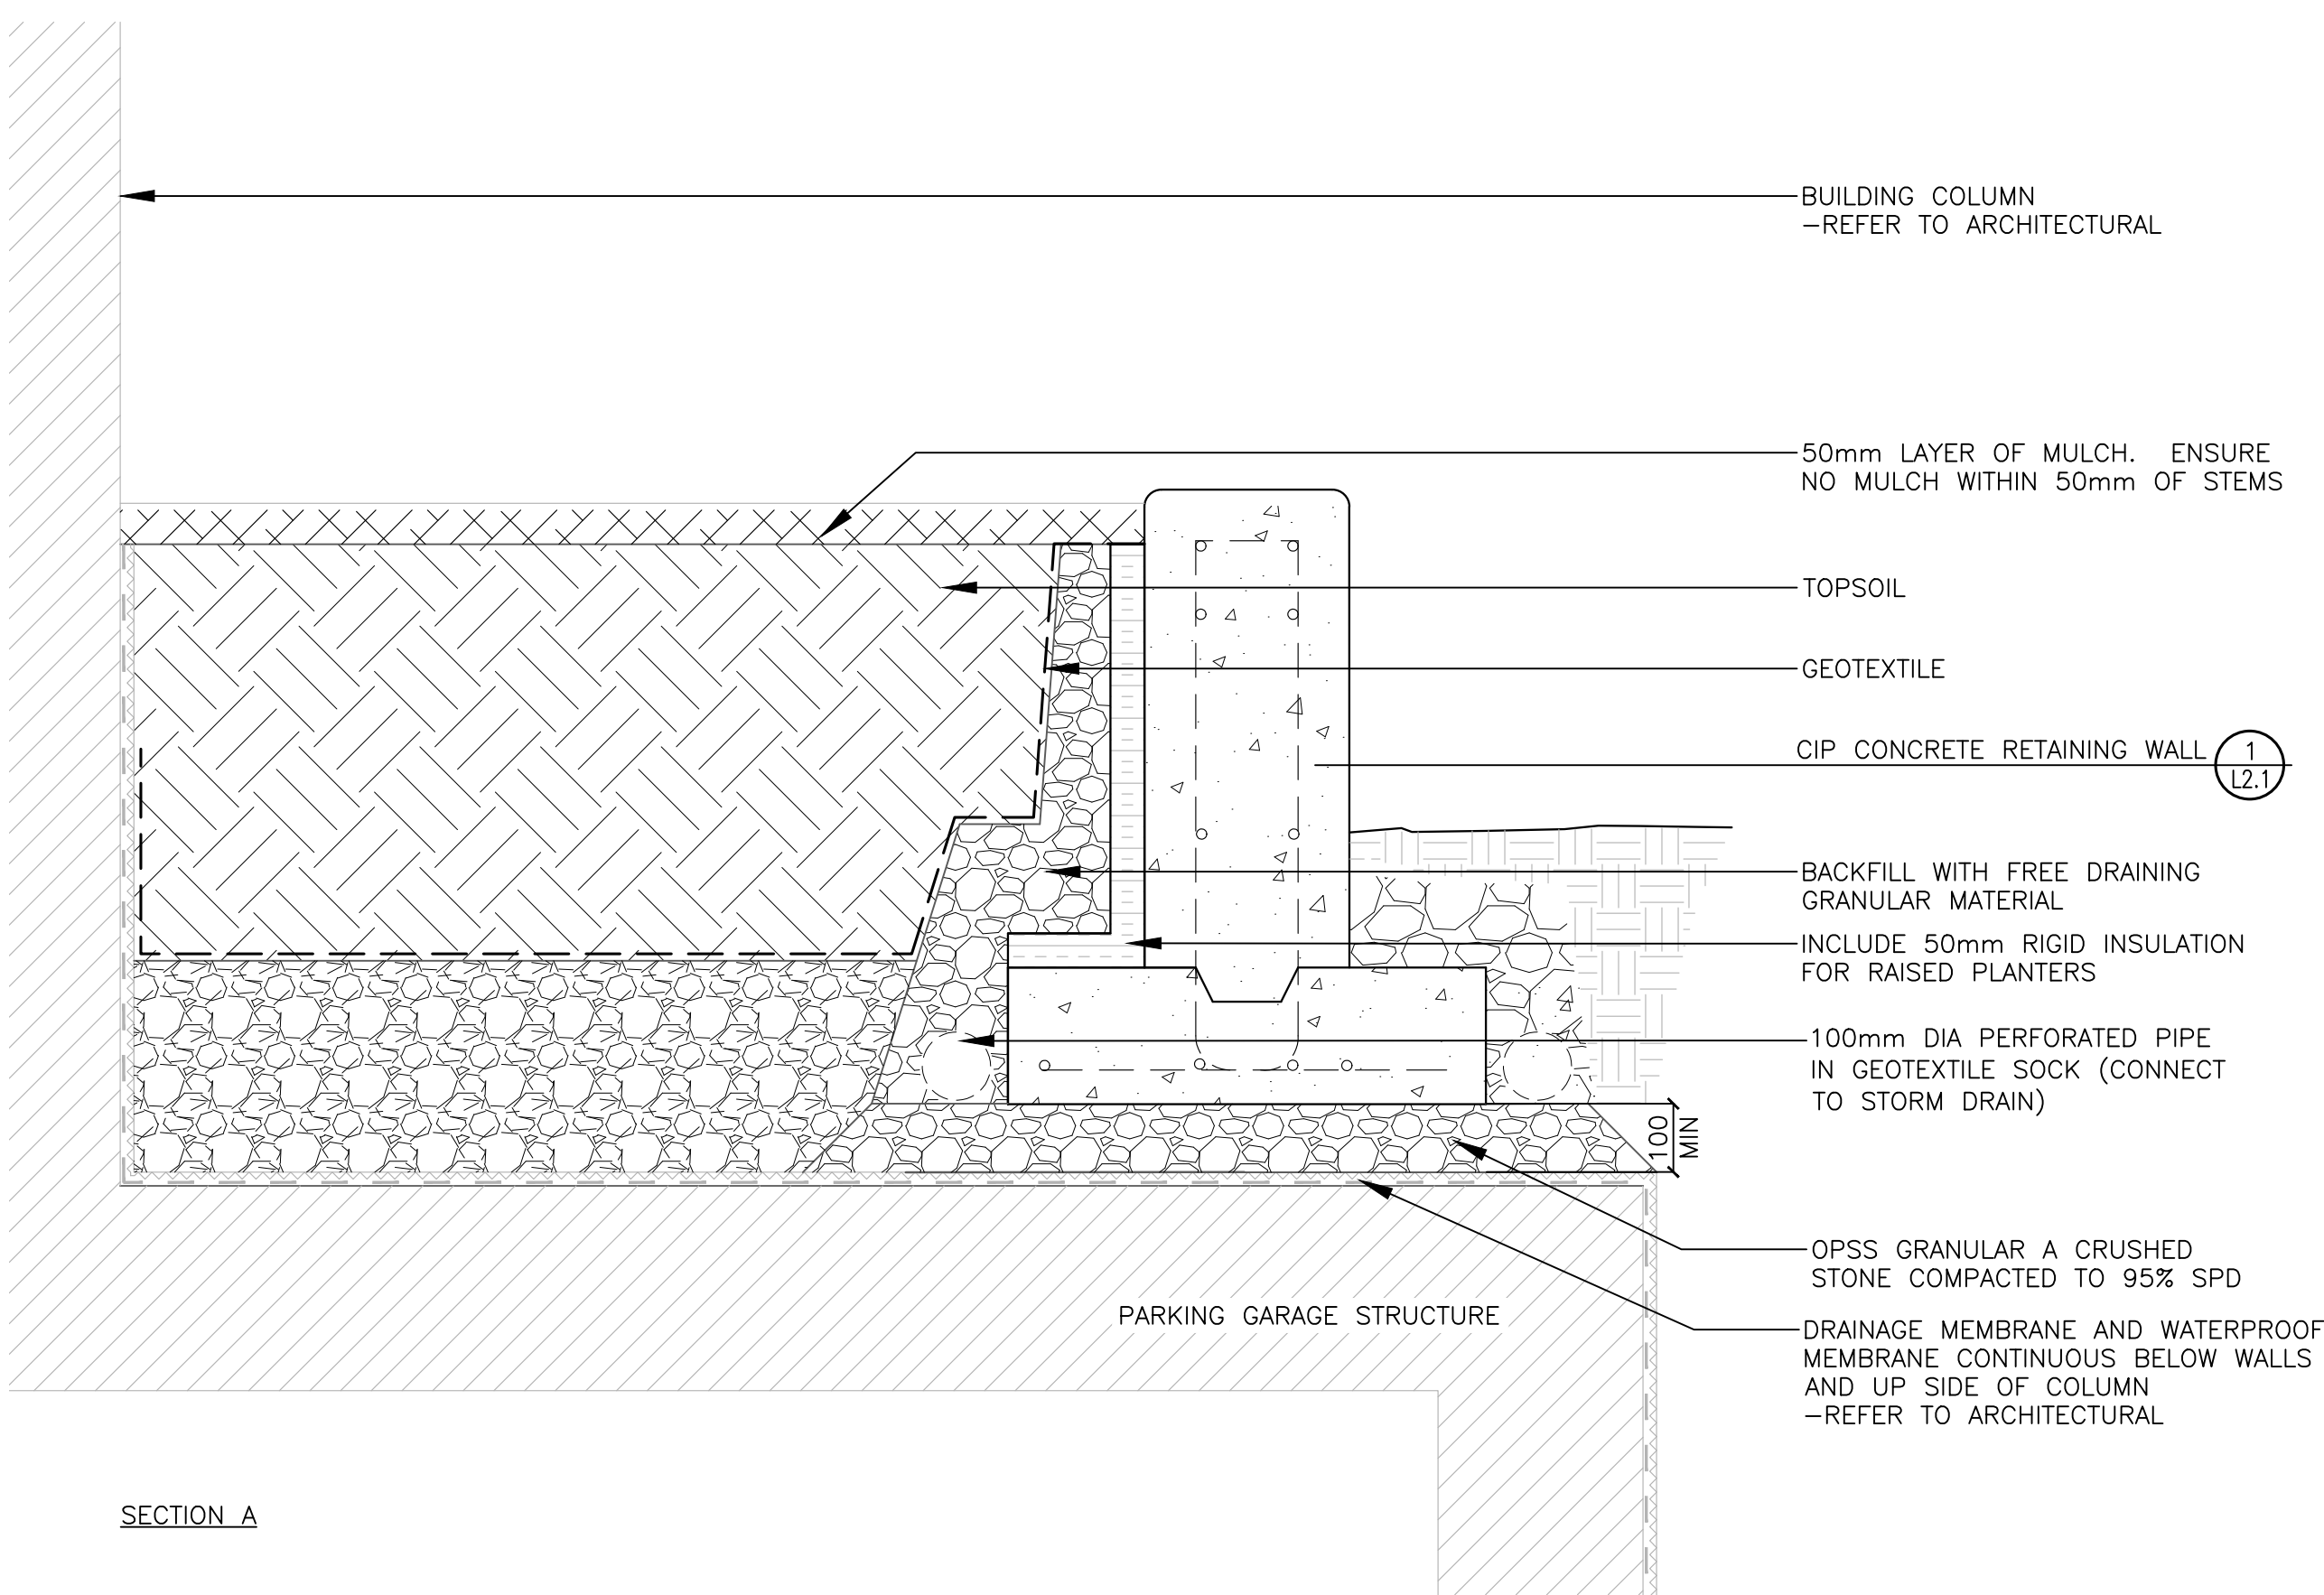 BUILDING COLUMN
-REFER TO ARCHITECTURAL
50mm LAYER OF MULCH. ENSURE
NO MULCH WITHIN 50mm OF STEMS
TOPSOIL
GEOTEXTILE
CIP CONCRETE RETAINING WALL
1
L2.1
BACKFILL WITH FREE DRAINING
GRANULAR MATERIAL
INCLUDE 50mm RIGID INSULATION
FOR RAISED PLANTERS
100mm DIA PERFORATED PIPE
IN GEOTEXTILE SOCK (CONNECT
TO STORM DRAIN)
100
MIN
OPSS GRANULAR A CRUSHED
STONE COMPACTED TO 95% SPD
PARKING GARAGE STRUCTURE
DRAINAGE MEMBRANE AND WATERPROOF
MEMBRANE CONTINUOUS BELOW WALLS
AND UP SIDE OF COLUMN
-REFER TO ARCHITECTURAL
SECTION A